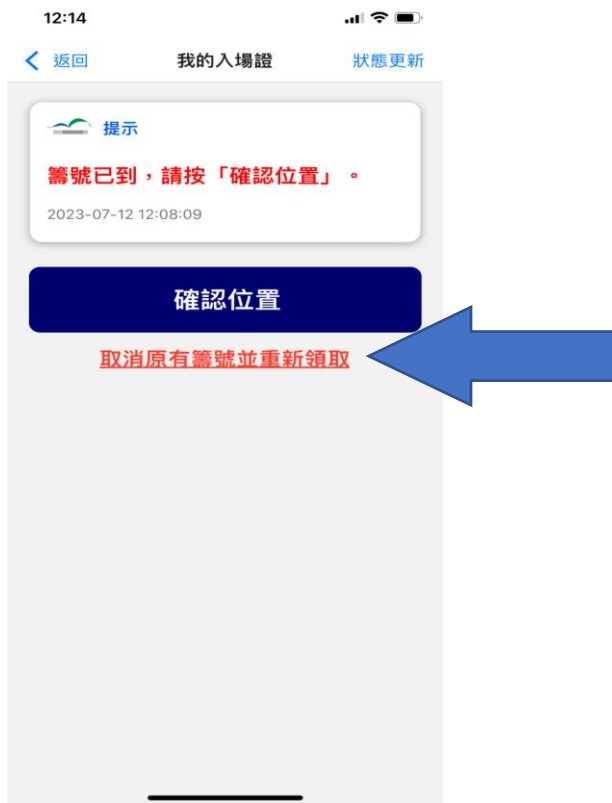 12:14
返回 我的入場證 狀態更新
提示
籌號已到，請按「確認位置」。
2023-07-12 12:08:09
確認位置
取消原有籌號並重新領取